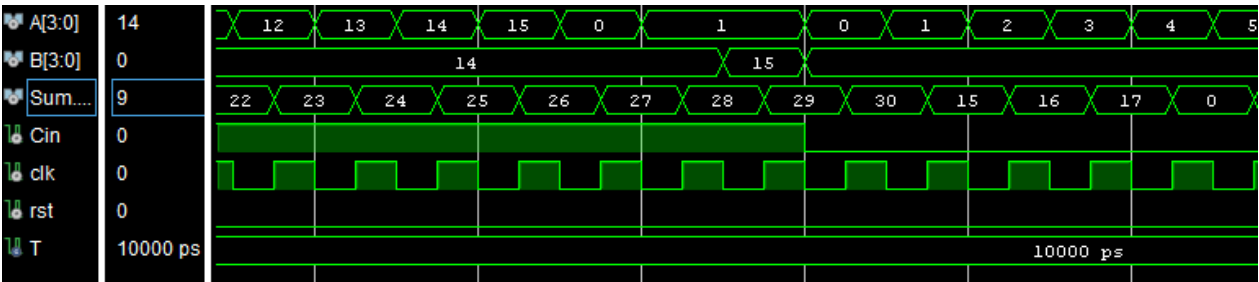 A[3:0] 14 12 13 14 15 0 1 0 1 2 3 4 5
B[3:0] 0 14 15
Sum.... 9 22 23 24 25 26 27 28 29 30 15 16 17 0
Cin 0
clk 0
rst 0
T 10000 ps 10000 ps